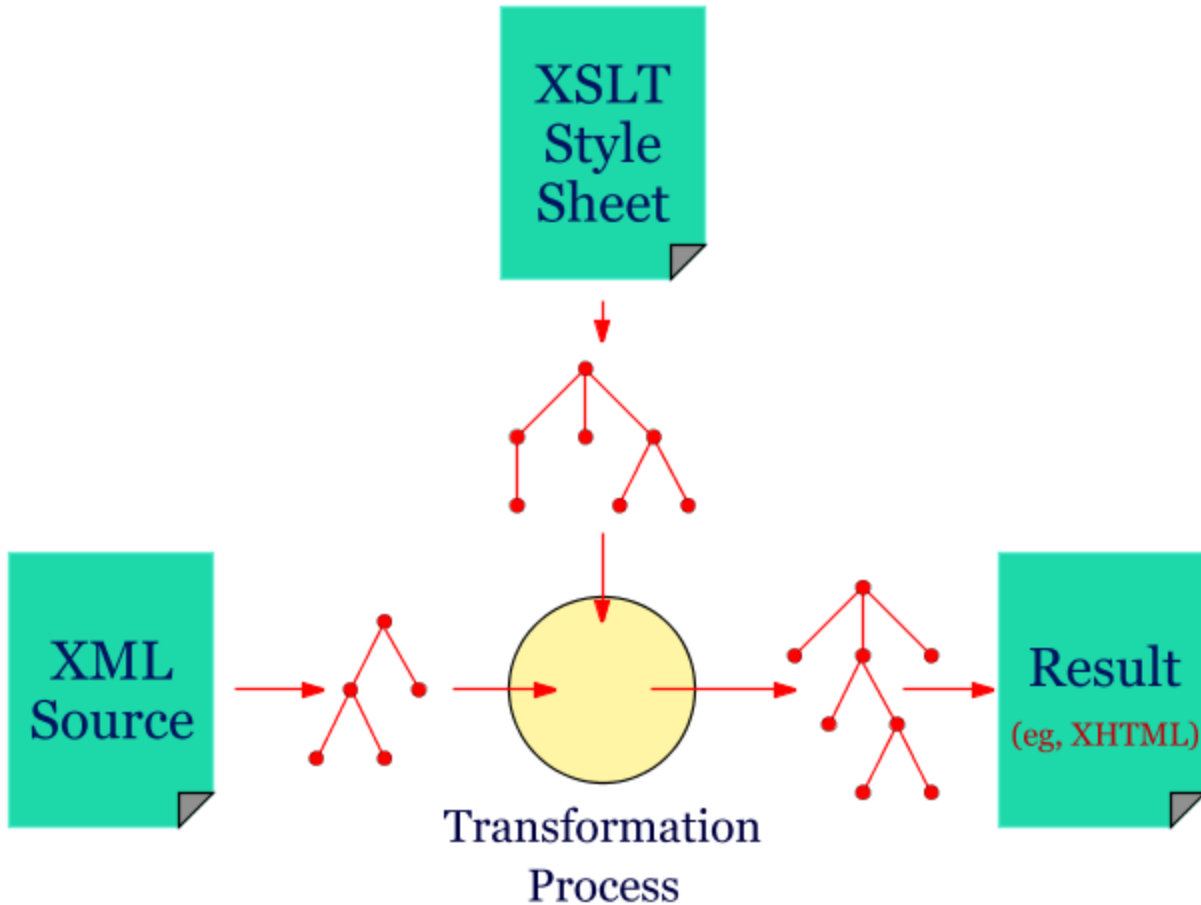 XSLT
Style
Sheet
XML
Source
Transformation
Process
Result
(eg, XHTML)